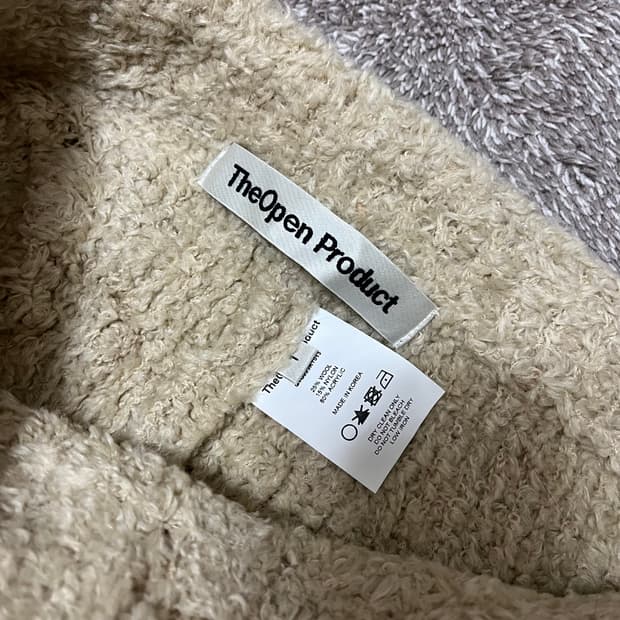 TheOpen Product
1
25% WOOL
15% NYLON
60% ACRYLIC
MADE IN KOREA
DRY CLEAN ONLY
DO NOT BLEACH
DO NOT TUMBLE DRY
LOW IRON